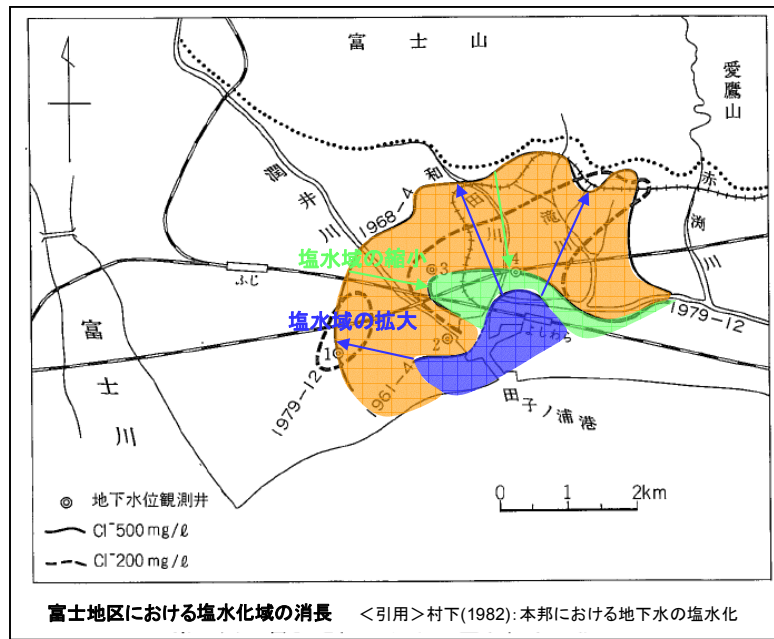 富士山
愛鷹山
潤井川
和田川
滝川
赤渕川
1968-4
塩水域の縮小
3
4
ふじ
塩水域の拡大
よしわら
1979-12
1
2
富士川
1979-12
1961-4
田子ノ浦港
◎ 地下水位観測井
Cl⁻500mg/ℓ
Cl⁻200mg/ℓ
0 1 2km
富士地区における塩水化域の消長 <引用>村下(1982):本邦における地下水の塩水化